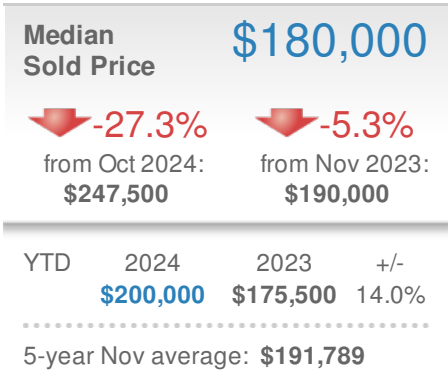 Median $180,000
Sold Price
-27.3% -5.3%
from Oct 2024: from Nov 2023:
$247,500 $190,000
YTD 2024 2023 +/-
$200,000 $175,500 14.0%
5-year Nov average: $191,789